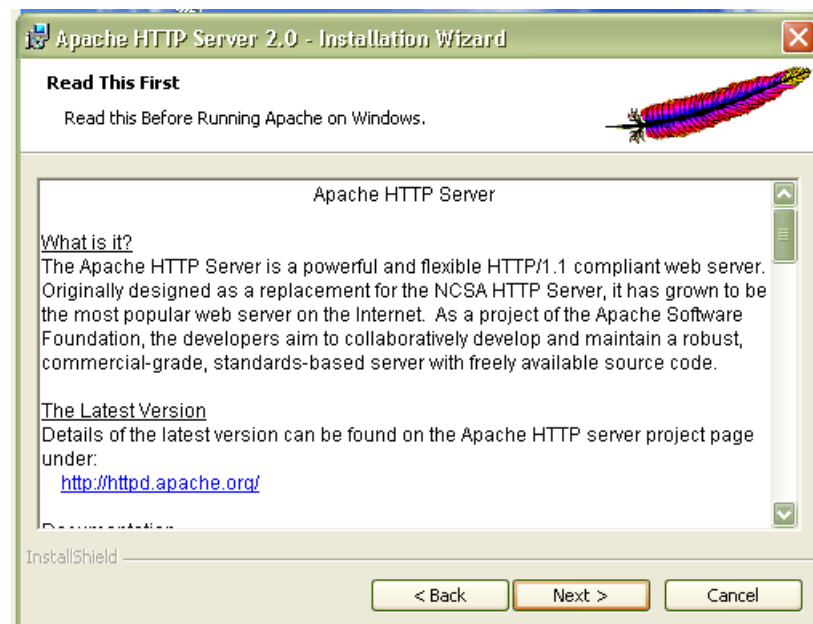 Apache HTTP Server 2.0 - Installation Wizard
Read This First
Read this Before Running Apache on Windows.
Apache HTTP Server
What is it?
The Apache HTTP Server is a powerful and flexible HTTP/1.1 compliant web server.
Originally designed as a replacement for the NCSA HTTP Server, it has grown to be
the most popular web server on the Internet.  As a project of the Apache Software
Foundation, the developers aim to collaboratively develop and maintain a robust,
commercial-grade, standards-based server with freely available source code.
The Latest Version
Details of the latest version can be found on the Apache HTTP server project page
under:
http://httpd.apache.org/
Documentation
InstallShield
< Back Next > Cancel